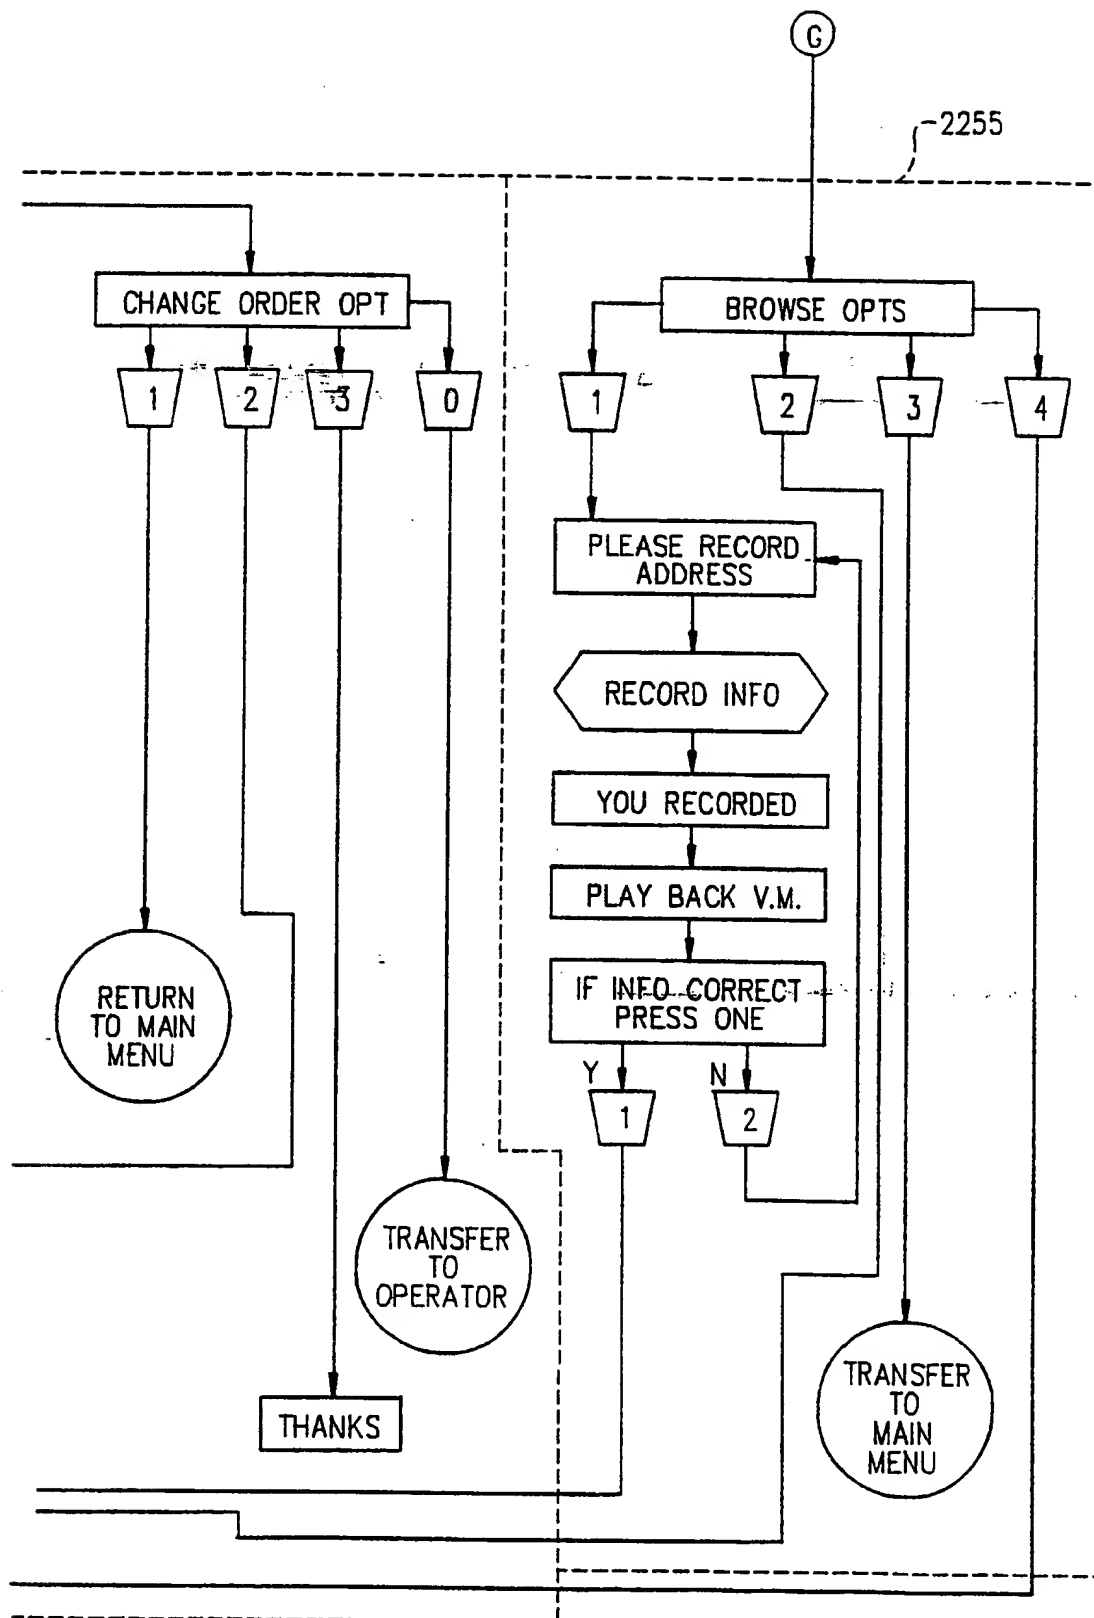 G
2255
CHANGE ORDER OPT
1
2
3
0
BROWSE OPTS
1
2
3
4
PLEASE RECORD
ADDRESS
RECORD INFO
YOU RECORDED
PLAY BACK V.M.
IF INFO CORRECT
PRESS ONE
Y
N
1
2
RETURN
TO MAIN
MENU
TRANSFER
TO
OPERATOR
THANKS
TRANSFER
TO
MAIN
MENU